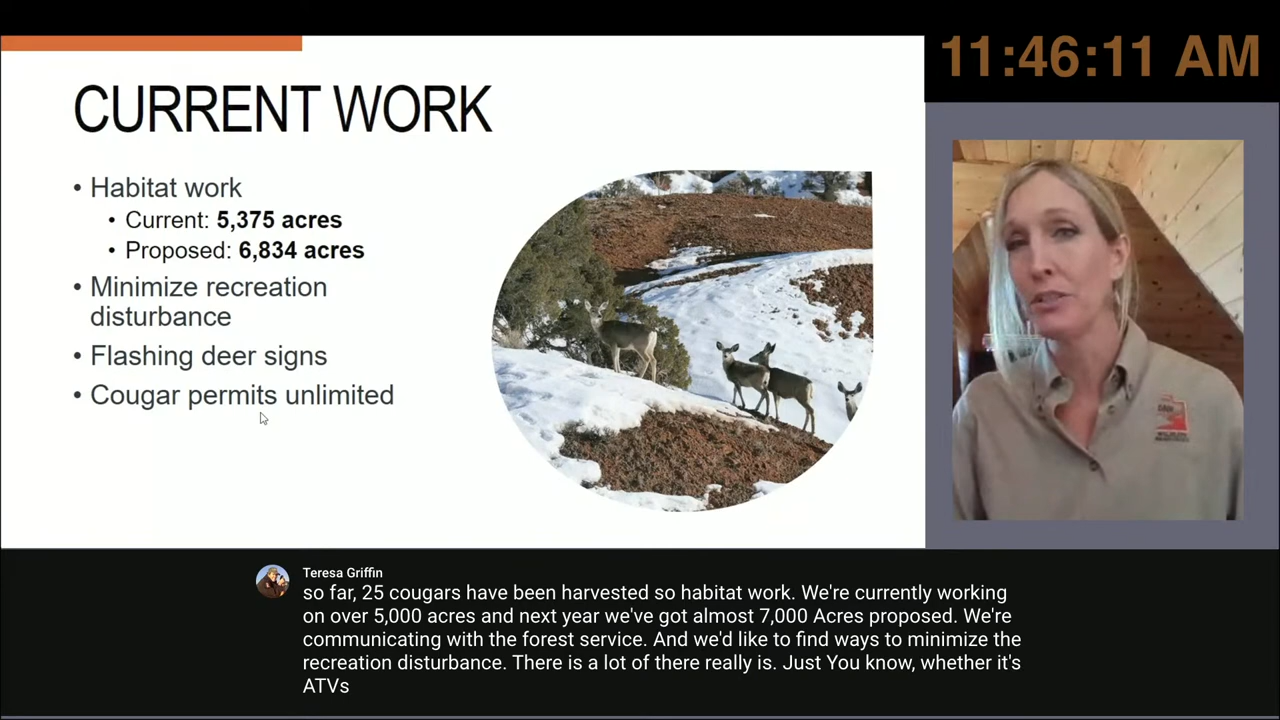 11:46:11 AM
CURRENT WORK
• Habitat work
• Current: 5,375 acres
• Proposed: 6,834 acres
• Minimize recreation
disturbance
• Flashing deer signs
• Cougar permits unlimited
Teresa Griffin
so far, 25 cougars have been harvested so habitat work. We're currently working
on over 5,000 acres and next year we've got almost 7,000 Acres proposed. We're
communicating with the forest service. And we'd like to find ways to minimize the
recreation disturbance. There is a lot of there really is. Just You know, whether it's
ATVs